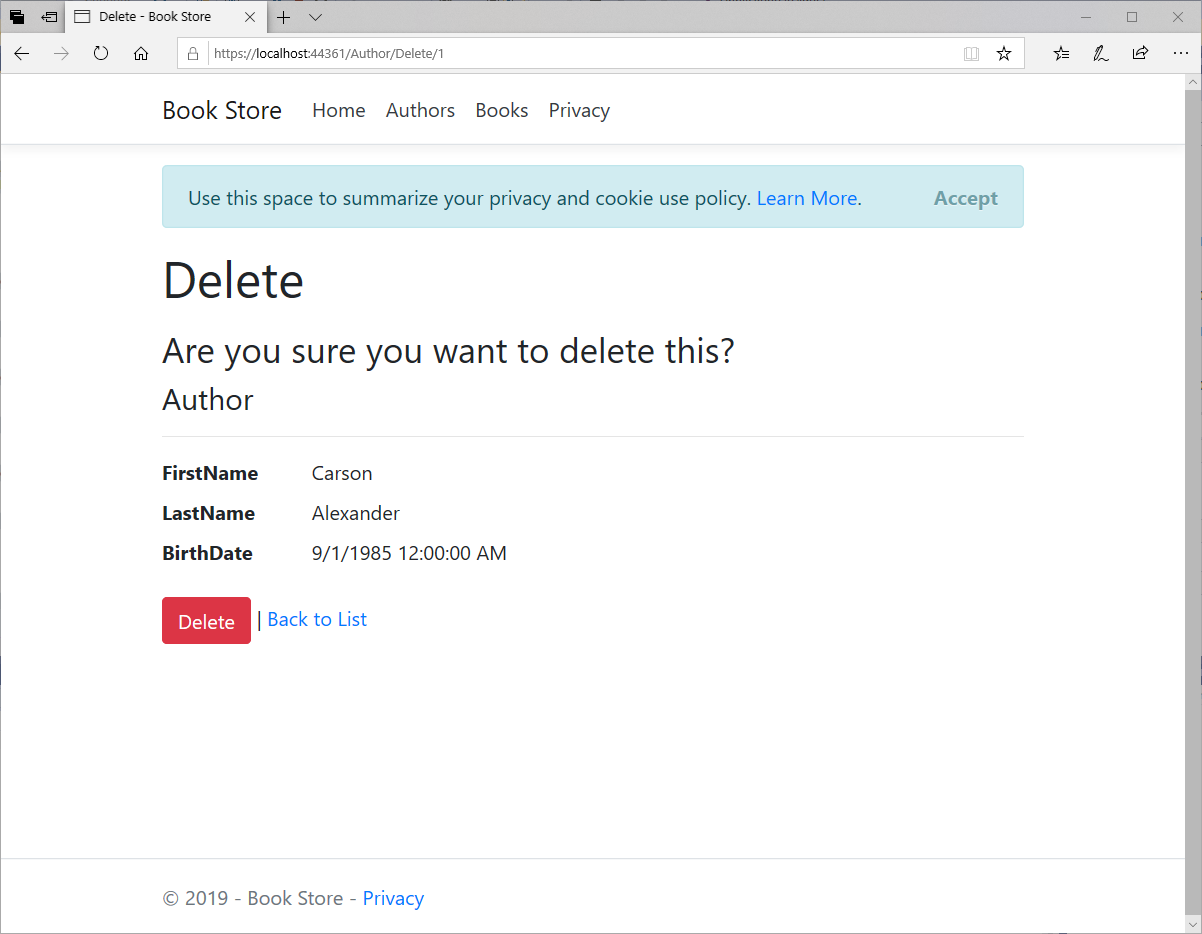 Delete - Book Store
https://localhost:44361/Author/Delete/1
Book Store Home Authors Books Privacy
Use this space to summarize your privacy and cookie use policy. Learn More. Accept
Delete
Are you sure you want to delete this?
Author
FirstName Carson
LastName Alexander
BirthDate 9/1/1985 12:00:00 AM
Delete | Back to List
© 2019 - Book Store - Privacy